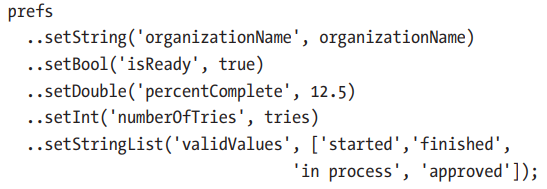 prefs
  ..setString('organizationName', organizationName)
  ..setBool('isReady', true)
  ..setDouble('percentComplete', 12.5)
  ..setInt('numberOfTries', tries)
  ..setStringList('validValues', ['started','finished',
                                  'in process', 'approved']);